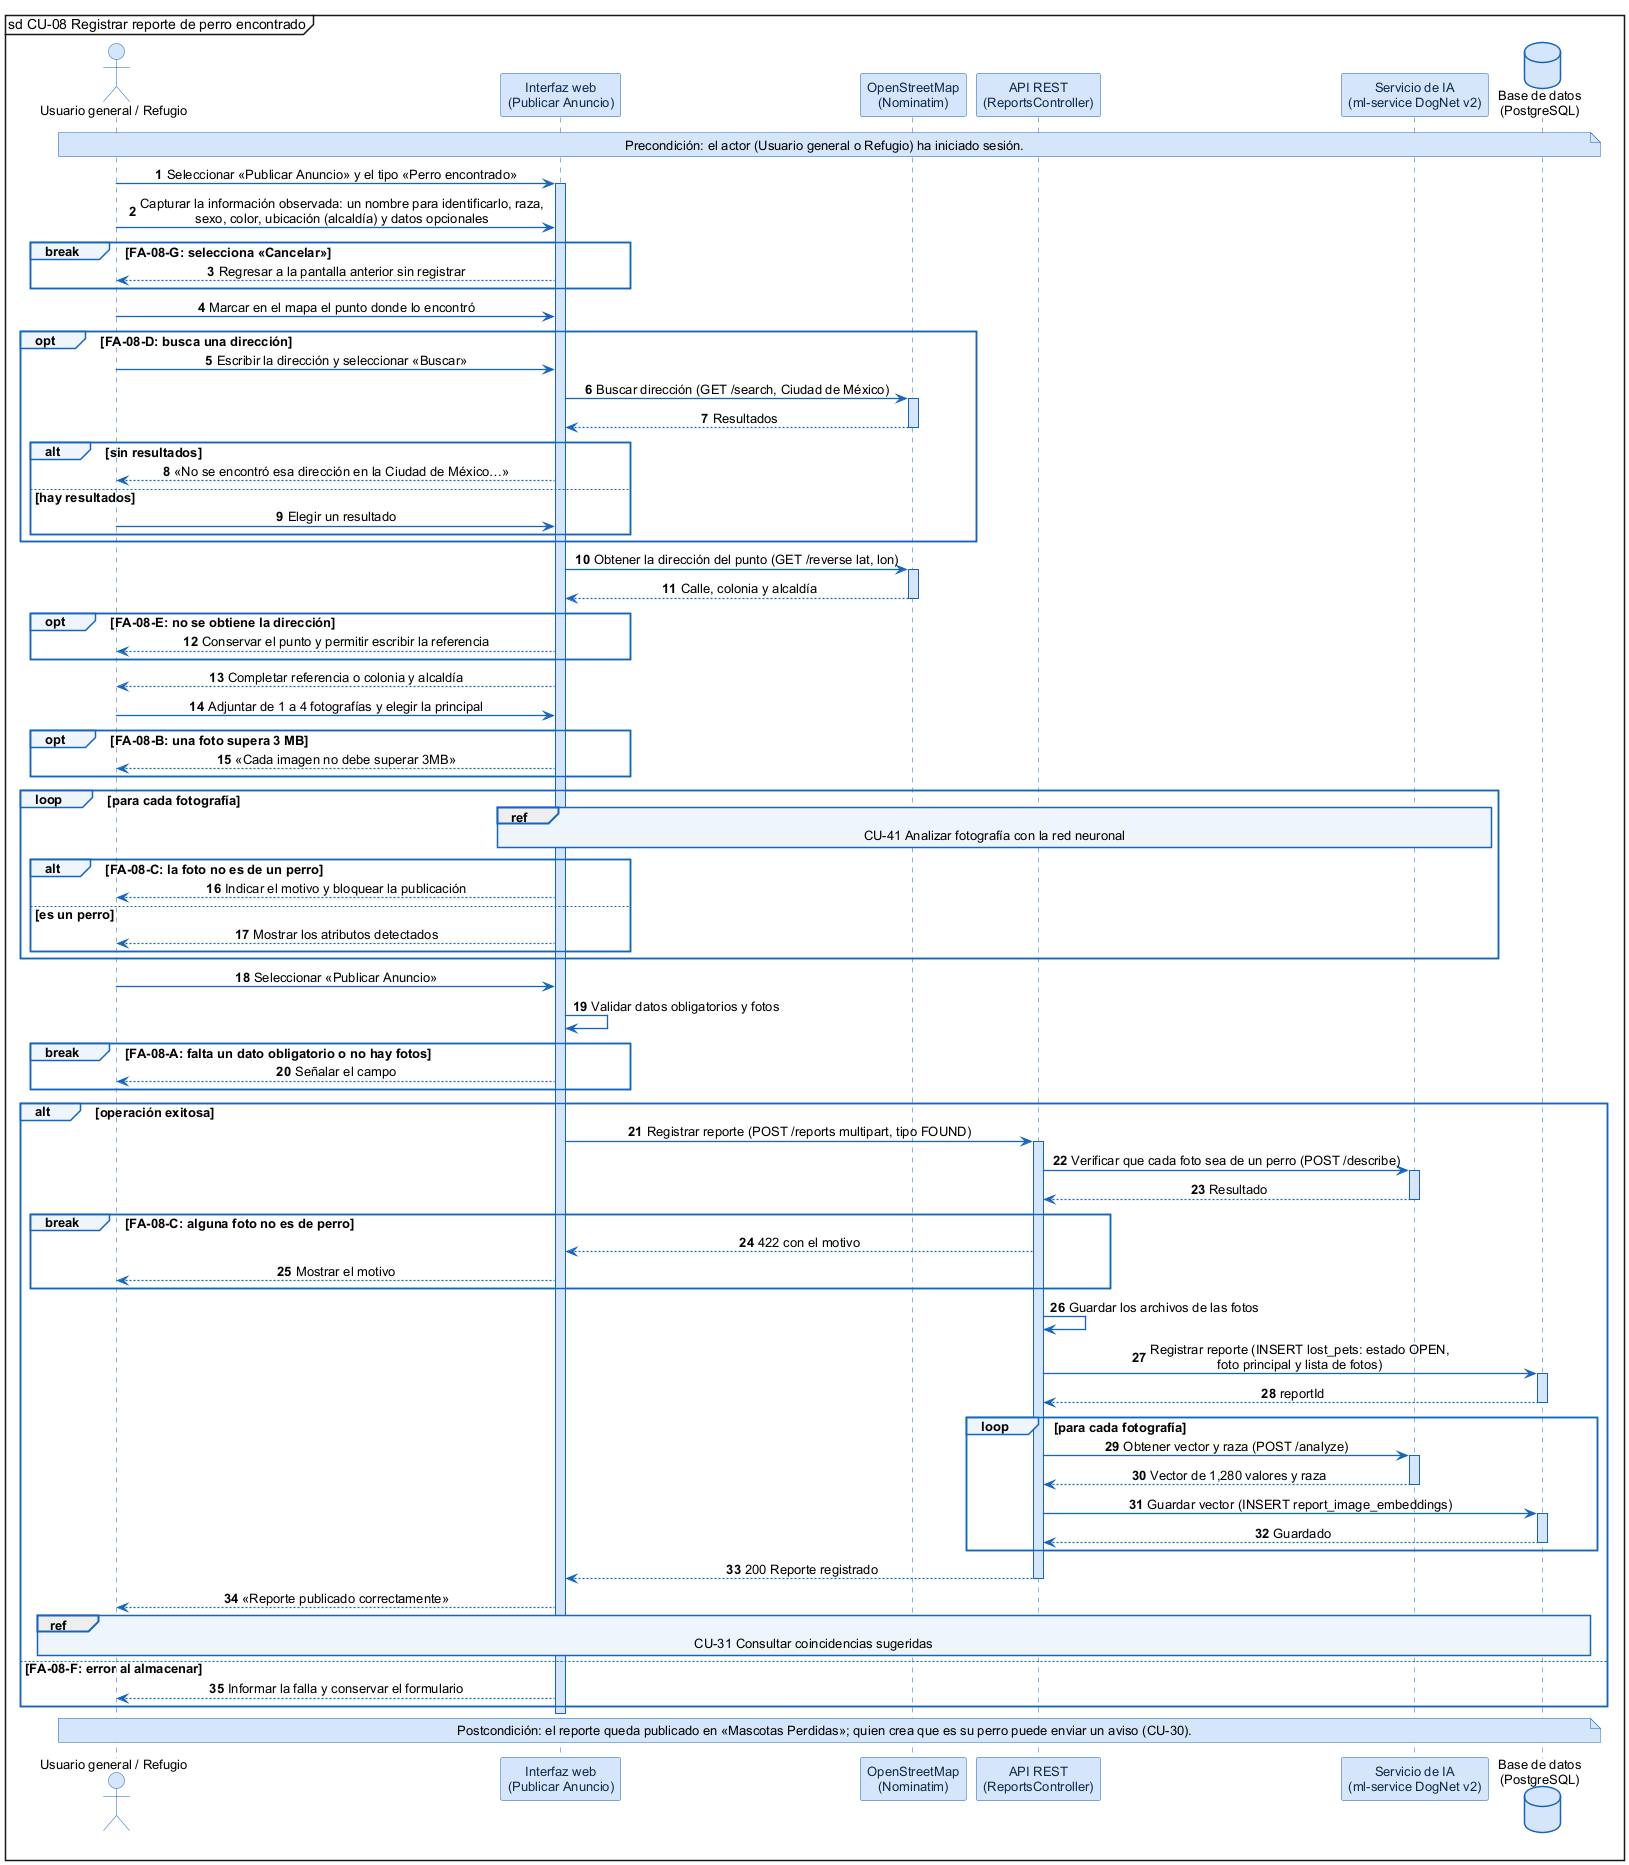 sd CU-08 Registrar reporte de perro encontrado
Usuario general / Refugio
Interfaz web
(Publicar Anuncio)
OpenStreetMap
(Nominatim)
API REST
(ReportsController)
Servicio de IA
(ml-service DogNet v2)
Base de datos
(PostgreSQL)
Precondición: el actor (Usuario general o Refugio) ha iniciado sesión.
1 Seleccionar «Publicar Anuncio» y el tipo «Perro encontrado»
2 Capturar la información observada: un nombre para identificarlo, raza,
sexo, color, ubicación (alcaldía) y datos opcionales
break [FA-08-G: selecciona «Cancelar»]
3 Regresar a la pantalla anterior sin registrar
4 Marcar en el mapa el punto donde lo encontró
opt [FA-08-D: busca una dirección]
5 Escribir la dirección y seleccionar «Buscar»
6 Buscar dirección (GET /search, Ciudad de México)
7 Resultados
alt [sin resultados]
8 «No se encontró esa dirección en la Ciudad de México…»
[hay resultados]
9 Elegir un resultado
10 Obtener la dirección del punto (GET /reverse lat, lon)
11 Calle, colonia y alcaldía
opt [FA-08-E: no se obtiene la dirección]
12 Conservar el punto y permitir escribir la referencia
13 Completar referencia o colonia y alcaldía
14 Adjuntar de 1 a 4 fotografías y elegir la principal
opt [FA-08-B: una foto supera 3 MB]
15 «Cada imagen no debe superar 3MB»
loop [para cada fotografía]
ref
CU-41 Analizar fotografía con la red neuronal
alt [FA-08-C: la foto no es de un perro]
16 Indicar el motivo y bloquear la publicación
[es un perro]
17 Mostrar los atributos detectados
18 Seleccionar «Publicar Anuncio»
19 Validar datos obligatorios y fotos
break [FA-08-A: falta un dato obligatorio o no hay fotos]
20 Señalar el campo
alt [operación exitosa]
21 Registrar reporte (POST /reports multipart, tipo FOUND)
22 Verificar que cada foto sea de un perro (POST /describe)
23 Resultado
break [FA-08-C: alguna foto no es de perro]
24 422 con el motivo
25 Mostrar el motivo
26 Guardar los archivos de las fotos
27 Registrar reporte (INSERT lost_pets: estado OPEN,
foto principal y lista de fotos)
28 reportId
loop [para cada fotografía]
29 Obtener vector y raza (POST /analyze)
30 Vector de 1,280 valores y raza
31 Guardar vector (INSERT report_image_embeddings)
32 Guardado
33 200 Reporte registrado
34 «Reporte publicado correctamente»
ref
CU-31 Consultar coincidencias sugeridas
[FA-08-F: error al almacenar]
35 Informar la falla y conservar el formulario
Postcondición: el reporte queda publicado en «Mascotas Perdidas»; quien crea que es su perro puede enviar un aviso (CU-30).
Usuario general / Refugio
Interfaz web
(Publicar Anuncio)
OpenStreetMap
(Nominatim)
API REST
(ReportsController)
Servicio de IA
(ml-service DogNet v2)
Base de datos
(PostgreSQL)